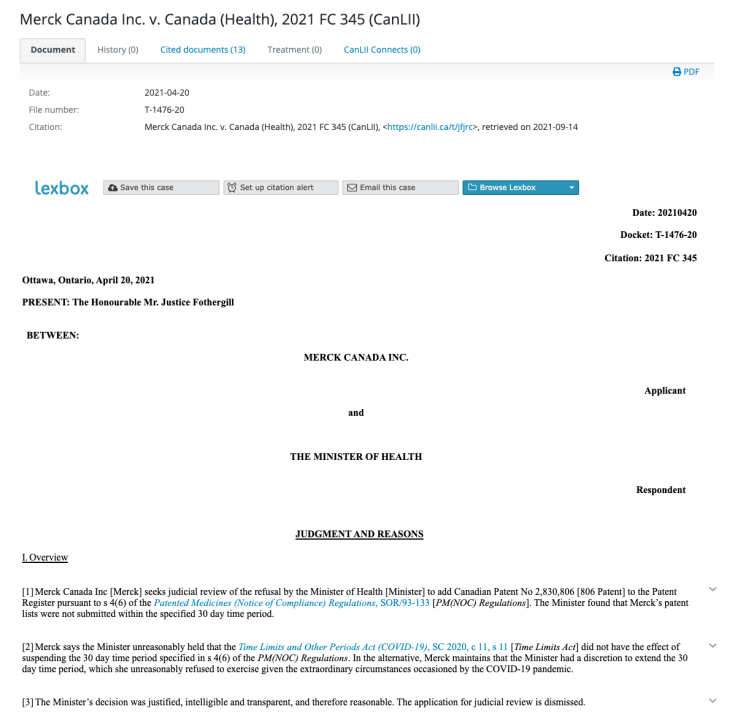 Merck Canada Inc. v. Canada (Health), 2021 FC 345 (CanLII)
Document History (0) Cited documents (13) Treatment (0) CanLII Connects (0)
PDF
Date: 2021-04-20
File number: T-1476-20
Citation: Merck Canada Inc. v. Canada (Health), 2021 FC 345 (CanLII), <https://canlii.ca/t/jfjrc>, retrieved on 2021-09-14
lexbox Save this case Set up citation alert Email this case Browse Lexbox
Date: 20210420
Docket: T-1476-20
Citation: 2021 FC 345
Ottawa, Ontario, April 20, 2021
PRESENT: The Honourable Mr. Justice Fothergill
BETWEEN:
MERCK CANADA INC.
Applicant
and
THE MINISTER OF HEALTH
Respondent
JUDGMENT AND REASONS
I. Overview
[1] Merck Canada Inc [Merck] seeks judicial review of the refusal by the Minister of Health [Minister] to add Canadian Patent No 2,830,806 [806 Patent] to the Patent
Register pursuant to s 4(6) of the Patented Medicines (Notice of Compliance) Regulations, SOR/93-133 [PM(NOC) Regulations]. The Minister found that Merck's patent
lists were not submitted within the specified 30 day time period.
[2] Merck says the Minister unreasonably held that the Time Limits and Other Periods Act (COVID-19), SC 2020, c 11, s 11 [Time Limits Act] did not have the effect of
suspending the 30 day time period specified in s 4(6) of the PM(NOC) Regulations. In the alternative, Merck maintains that the Minister had a discretion to extend the 30
day time period, which she unreasonably refused to exercise given the extraordinary circumstances occasioned by the COVID-19 pandemic.
[3] The Minister's decision was justified, intelligible and transparent, and therefore reasonable. The application for judicial review is dismissed.